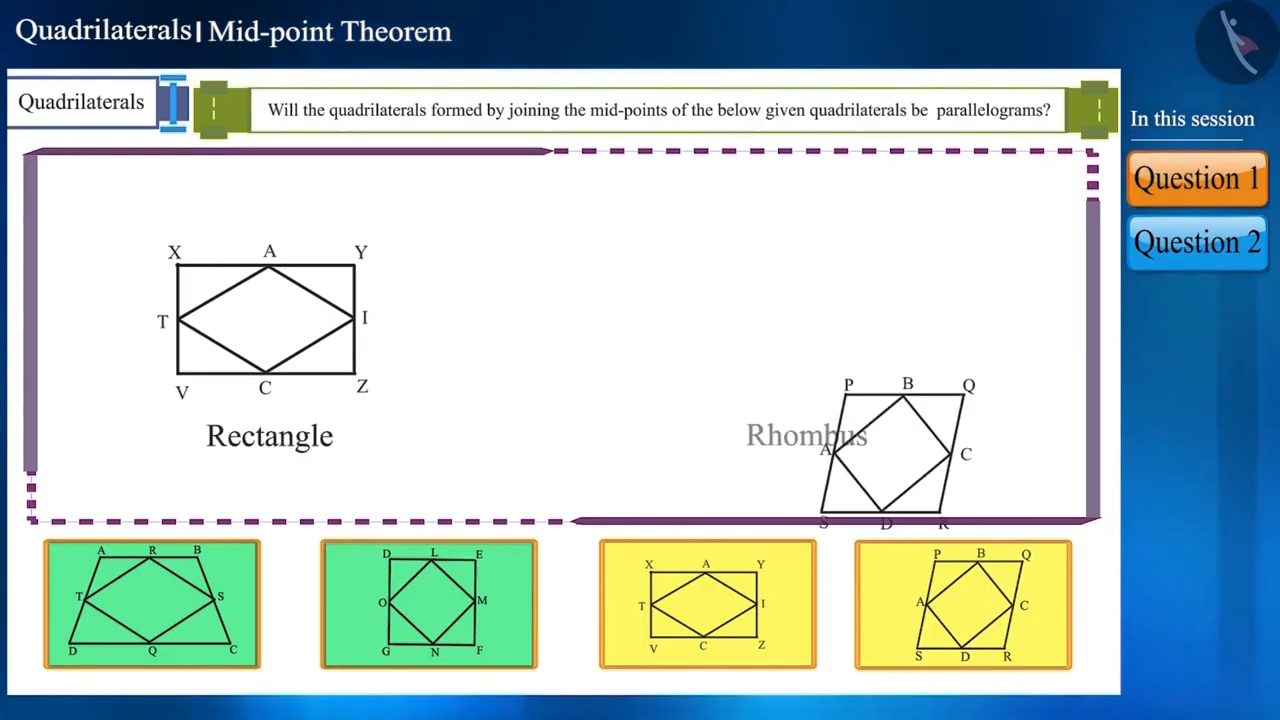 Quadrilaterals | Mid-point Theorem
Quadrilaterals
Will the quadrilaterals formed by joining the mid-points of the below given quadrilaterals be parallelograms?
In this session
Question 1
Question 2
X A Y
T I
V C Z
Rectangle
P B Q
A C
S D R
Rhombus
A R B
T S
D Q C
D L E
O M
G N F
X A Y
T I
V C Z
P B Q
A C
S D R